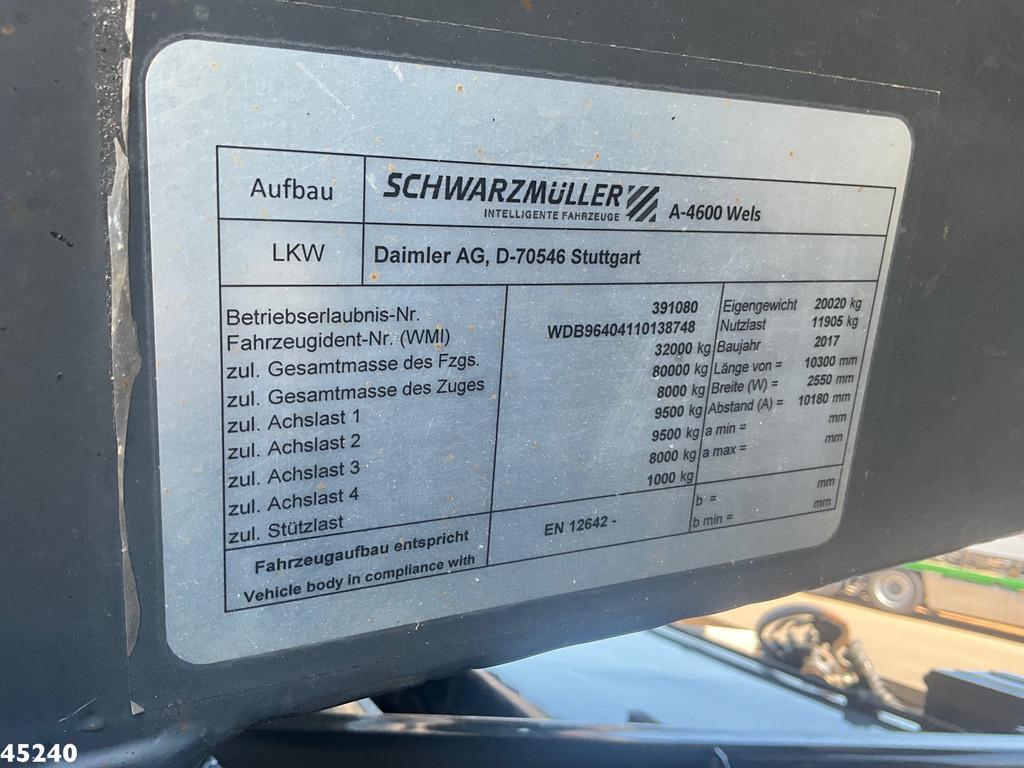 Aufbau
SCHWARZMÜLLER
INTELLIGENTE FAHRZEUGE
A-4600 Wels
LKW
Daimler AG, D-70546 Stuttgart
Betriebserlaubnis-Nr. 391080
Fahrzeugident-Nr. (WMI) WDB96404110138748
zul. Gesamtmasse des Fzgs. 32000 kg
zul. Gesamtmasse des Zuges 80000 kg
zul. Achslast 1 8000 kg
zul. Achslast 2 9500 kg
zul. Achslast 3 9500 kg
zul. Achslast 4 8000 kg
zul. Stützlast 1000 kg
Eigengewicht 20020 kg
Nutzlast 11905 kg
Baujahr 2017
Länge von = 10300 mm
Breite (W) = 2550 mm
Abstand (A) = 10180 mm
a min = mm
a max = mm
b = mm
b min = mm
Fahrzeugaufbau entspricht
Vehicle body in compliance with
EN 12642 -
45240